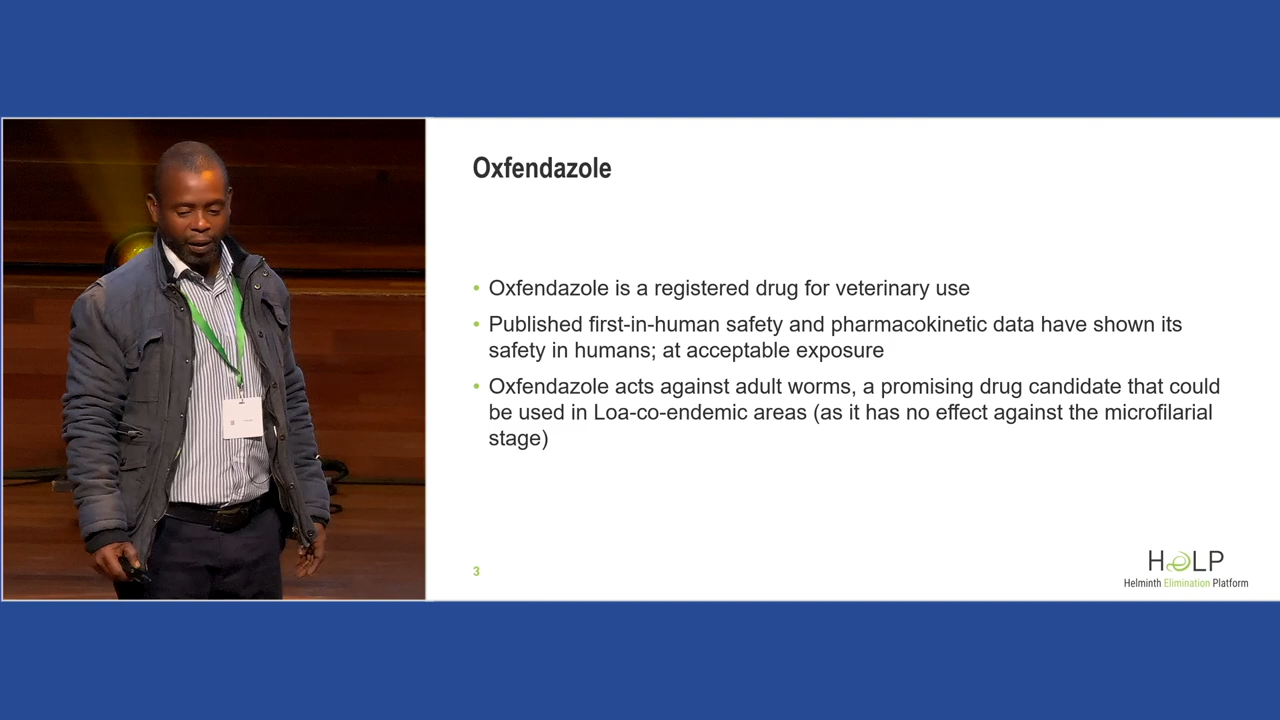 Oxfendazole
• Oxfendazole is a registered drug for veterinary use
• Published first-in-human safety and pharmacokinetic data have shown its
safety in humans; at acceptable exposure
• Oxfendazole acts against adult worms, a promising drug candidate that could
be used in Loa-co-endemic areas (as it has no effect against the microfilarial
stage)
3
HeLP
Helminth Elimination Platform